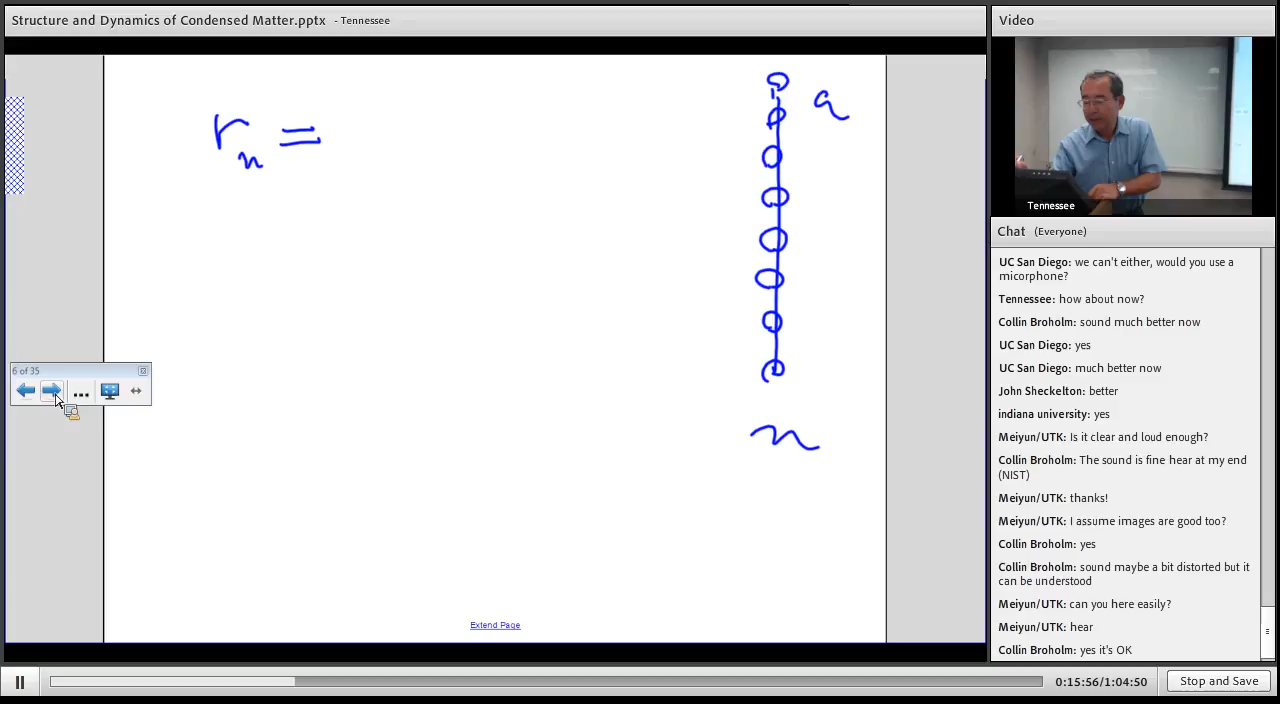 Structure and Dynamics of Condensed Matter.pptx - Tennessee
r_n =
a
n
6 of 35
...
Extend Page
Video
Tennessee
Chat (Everyone)
UC San Diego: we can't either, would you use a
micorphone?
Tennessee: how about now?
Collin Broholm: sound much better now
UC San Diego: yes
UC San Diego: much better now
John Sheckelton: better
indiana university: yes
Meiyun/UTK: Is it clear and loud enough?
Collin Broholm: The sound is fine hear at my end
(NIST)
Meiyun/UTK: thanks!
Meiyun/UTK: I assume images are good too?
Collin Broholm: yes
Collin Broholm: sound maybe a bit distorted but it
can be understood
Meiyun/UTK: can you here easily?
Meiyun/UTK: hear
Collin Broholm: yes it's OK
0:15:56/1:04:50
Stop and Save